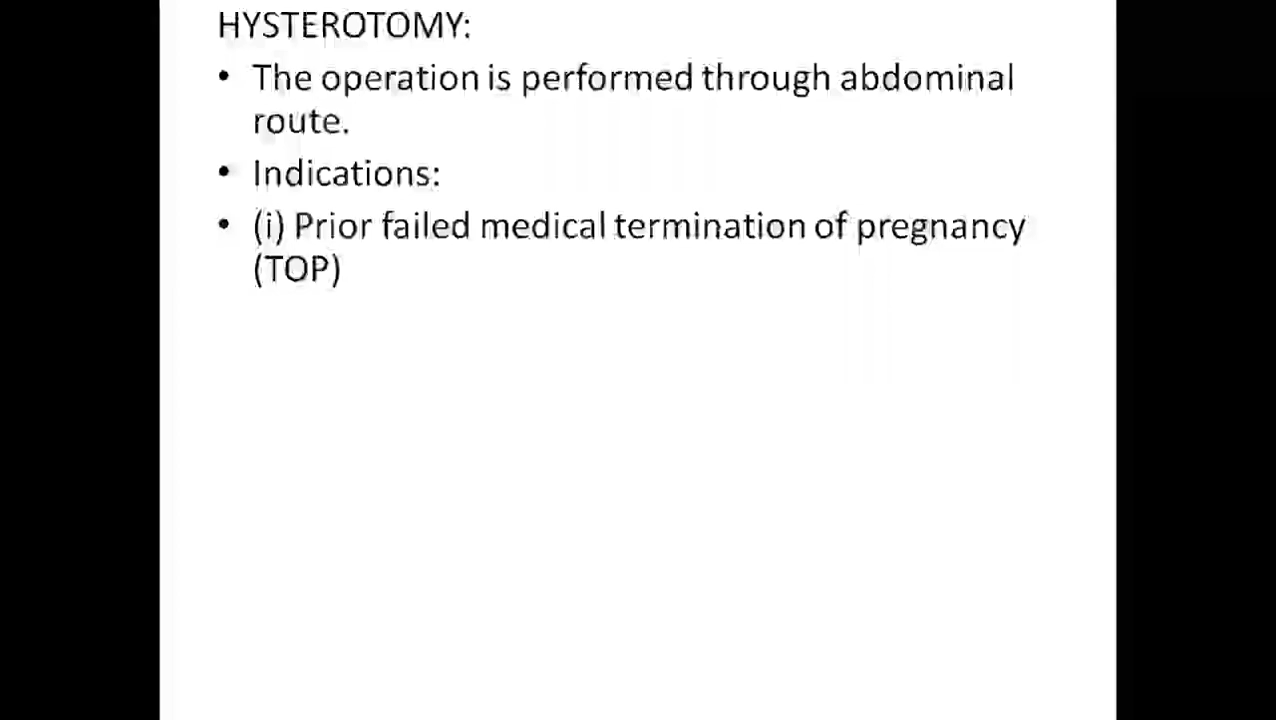 HYSTEROTOMY:
• The operation is performed through abdominal
route.
• Indications:
• (i) Prior failed medical termination of pregnancy
(TOP)